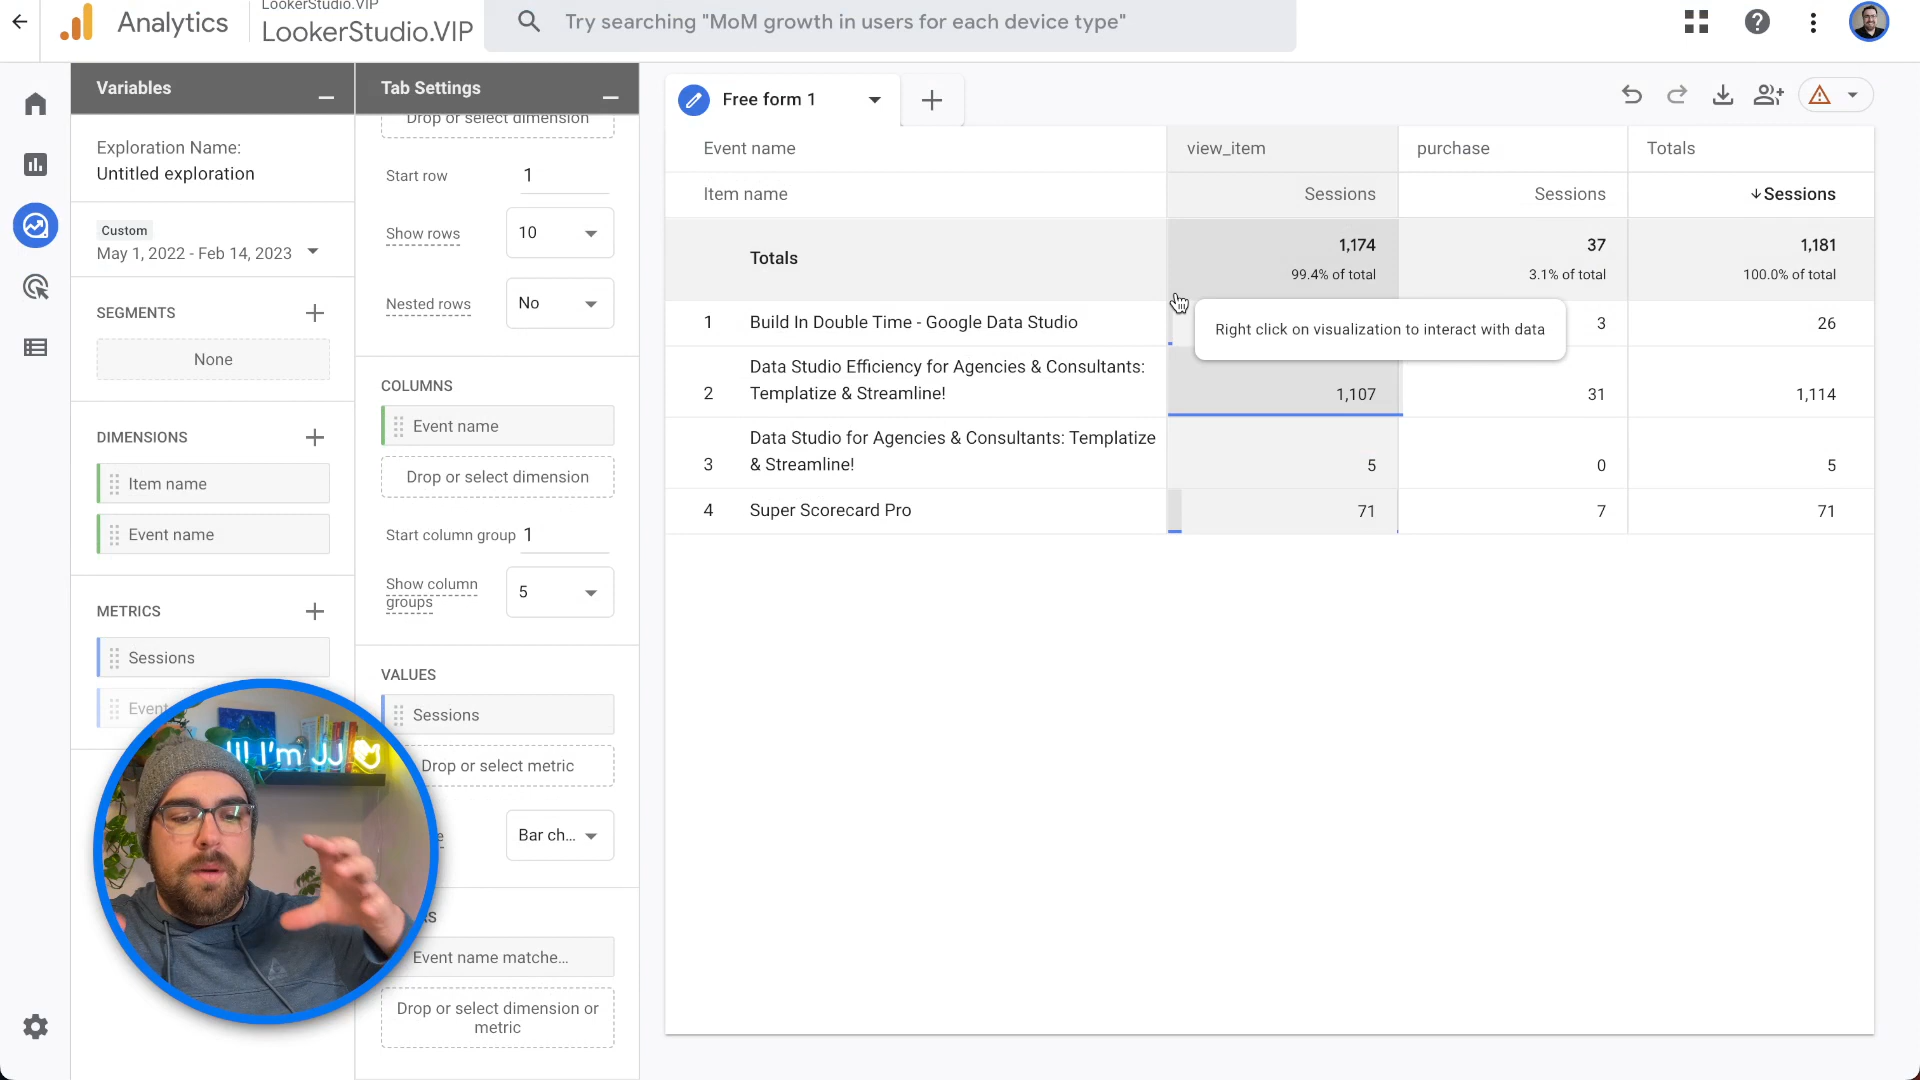 LookerStudio.VIP
Analytics
LookerStudio.VIP
Try searching "MoM growth in users for each device type"
Variables
Exploration Name:
Untitled exploration
Custom
May 1, 2022 - Feb 14, 2023
SEGMENTS
None
DIMENSIONS
Item name
Event name
METRICS
Sessions
Event
Tab Settings
Drop or select dimension
Start row 1
Show rows 10
Nested rows No
COLUMNS
Event name
Drop or select dimension
Start column group 1
Show column
groups
5
VALUES
Sessions
Drop or select metric
Bar ch...
Event name matche...
Drop or select dimension or
metric
Hi I'm JJ
Free form 1
Event name view_item purchase Totals
Item name Sessions Sessions Sessions
Totals 1,174 37 1,181
99.4% of total 3.1% of total 100.0% of total
1 Build In Double Time - Google Data Studio 3 26
Right click on visualization to interact with data
2 Data Studio Efficiency for Agencies & Consultants:
Templatize & Streamline! 1,107 31 1,114
3 Data Studio for Agencies & Consultants: Templatize
& Streamline! 5 0 5
4 Super Scorecard Pro 71 7 71